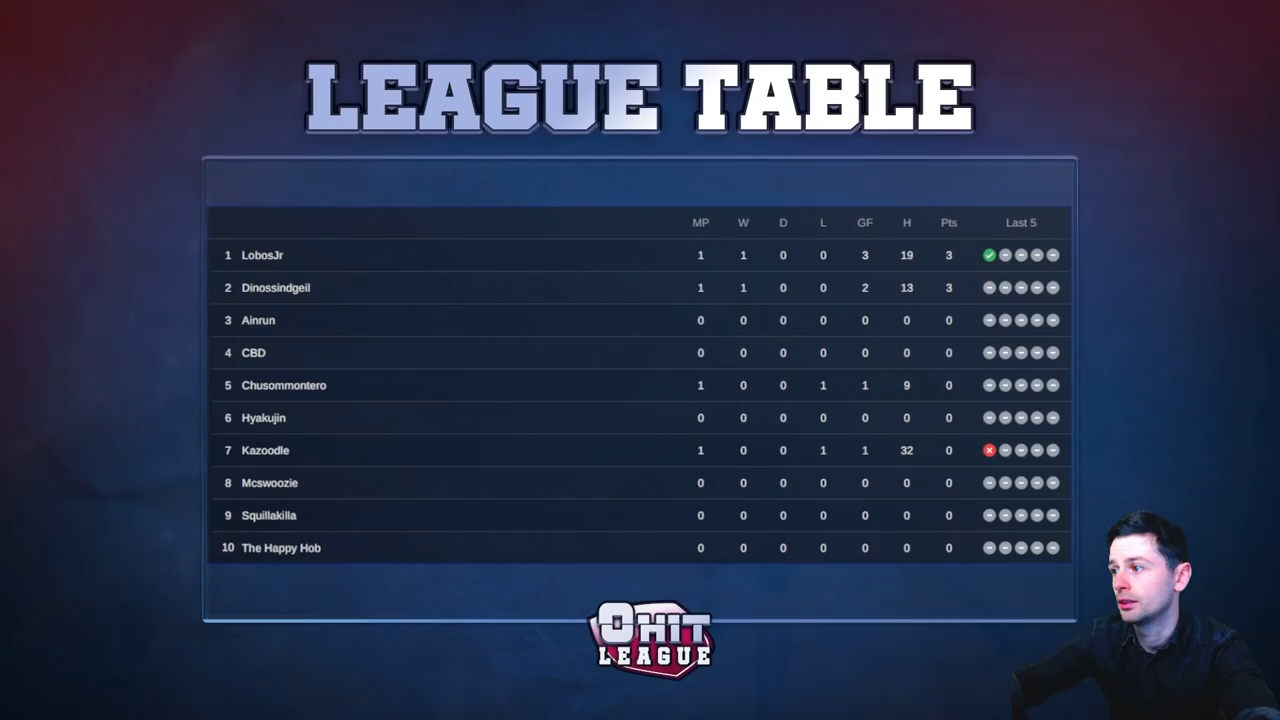 LEAGUE TABLE
MP W D L GF H Pts Last 5
1 LobosJr 1 1 0 0 3 19 3
2 Dinossindgeil 1 1 0 0 2 13 3
3 Ainrun 0 0 0 0 0 0 0
4 CBD 0 0 0 0 0 0 0
5 Chusommontero 1 0 0 1 1 9 0
6 Hyakujin 0 0 0 0 0 0 0
7 Kazoodle 1 0 0 1 1 32 0
8 Mcswoozie 0 0 0 0 0 0 0
9 Squillakilla 0 0 0 0 0 0 0
10 The Happy Hob 0 0 0 0 0 0 0
0HIT
LEAGUE